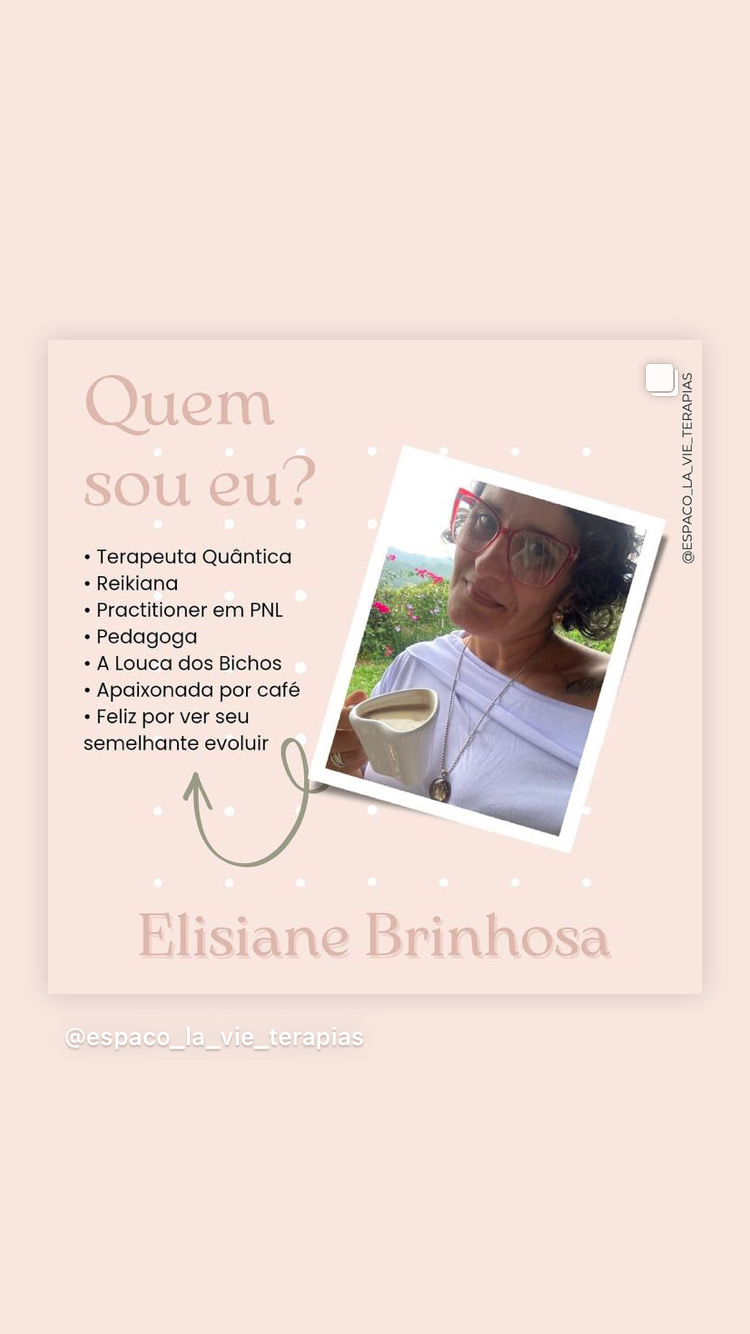 Quem
sou eu?
@ESPACO_LA_VIE_TERAPIAS
• Terapeuta Quântica
• Reikiana
• Practitioner em PNL
• Pedagoga
• A Louca dos Bichos
• Apaixonada por café
• Feliz por ver seu
semelhante evoluir
Elisiane Brinhosa
@espaco_la_vie_terapias